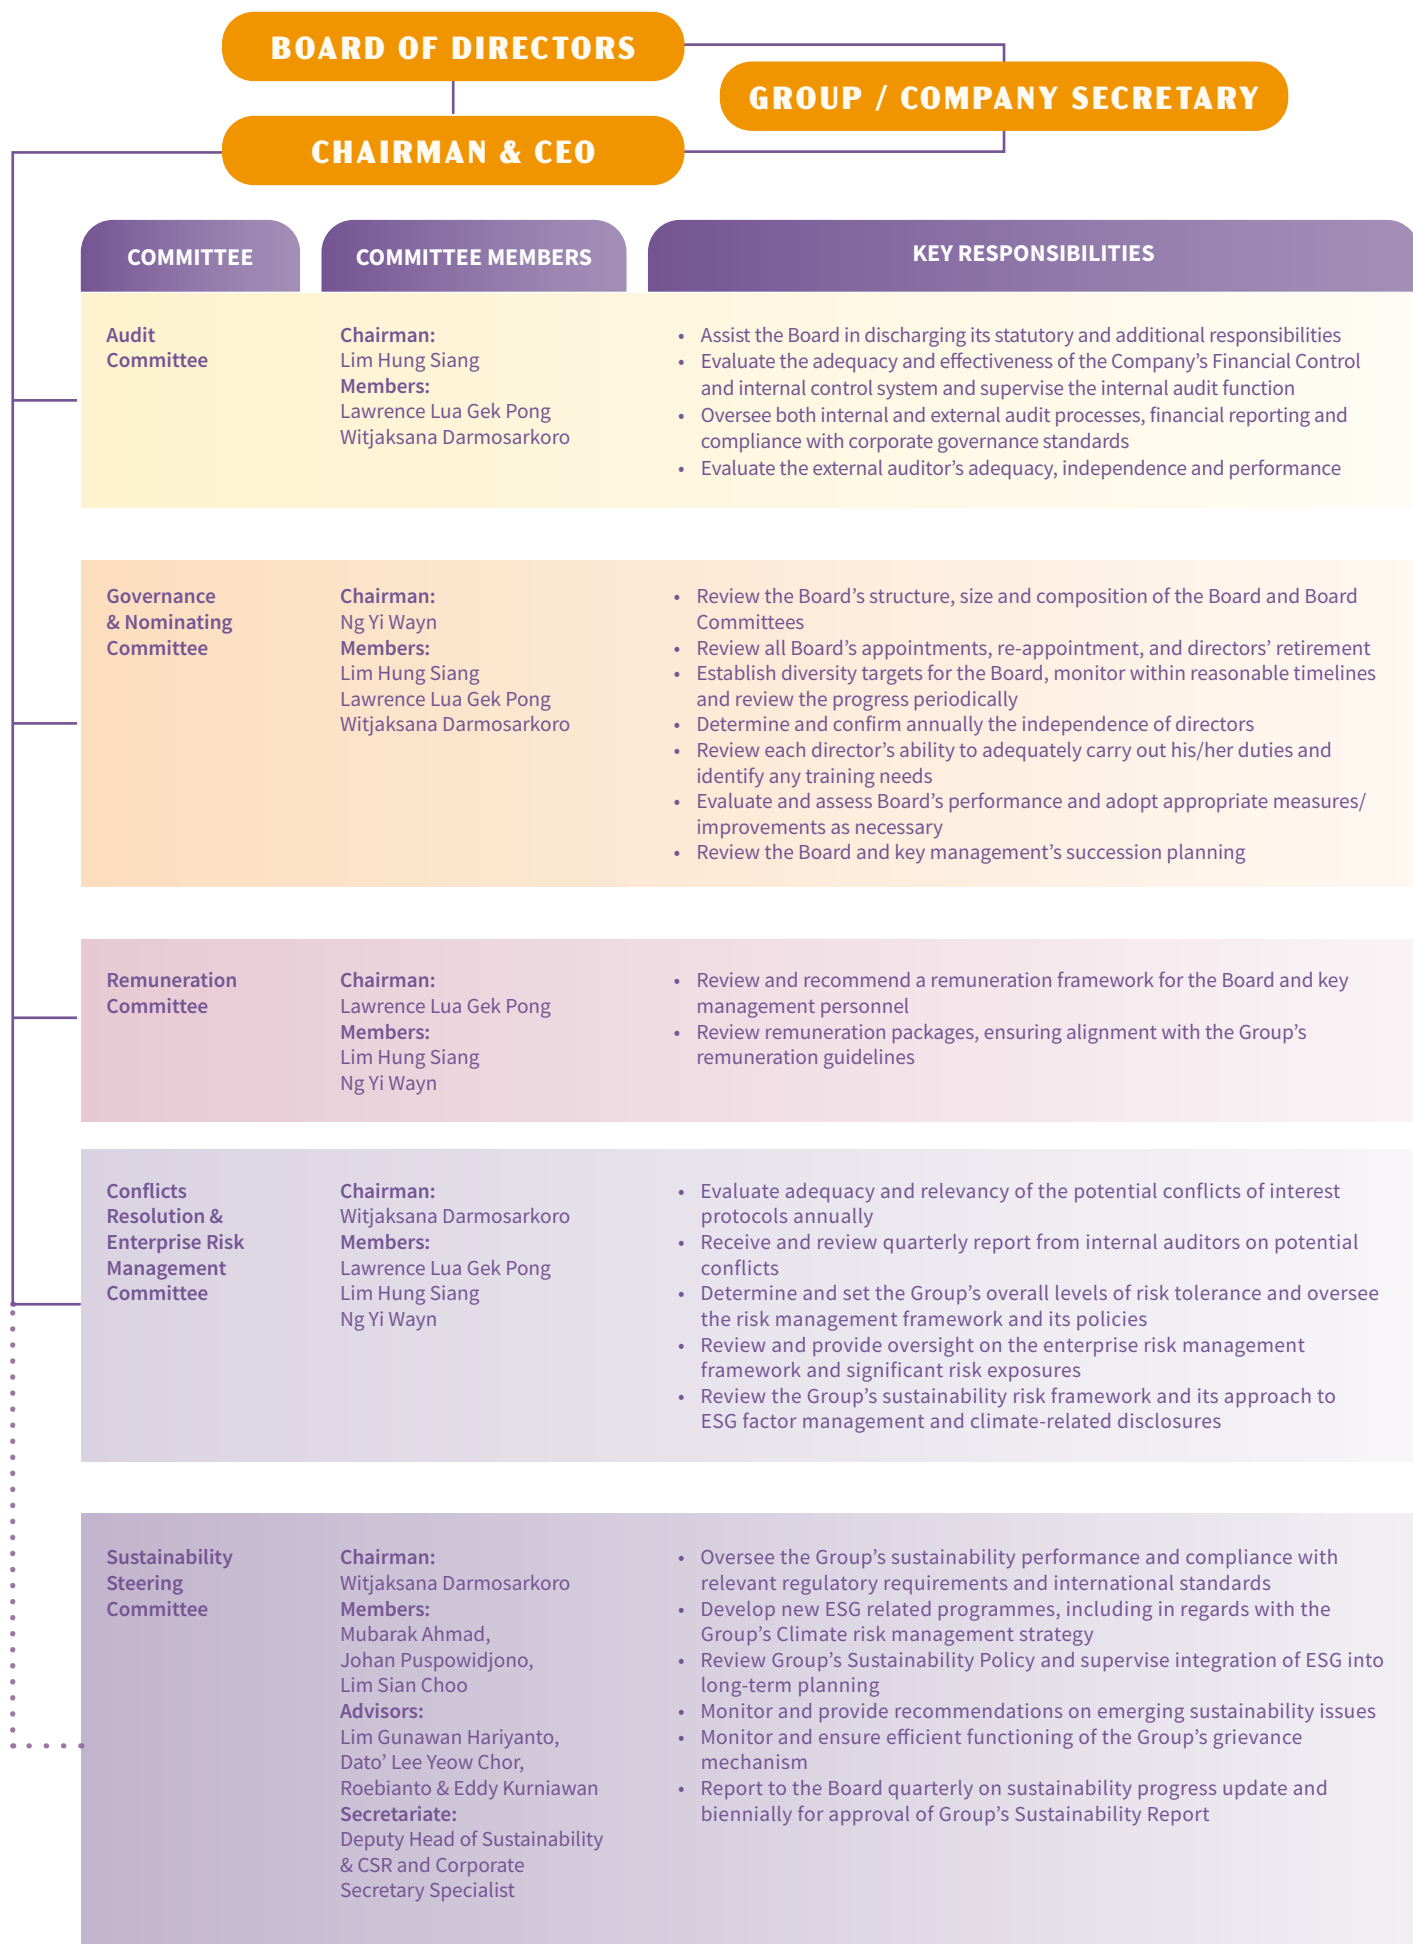 BOARD OF DIRECTORS
GROUP / COMPANY SECRETARY
CHAIRMAN & CEO
COMMITTEE
COMMITTEE MEMBERS
KEY RESPONSIBILITIES
Audit
Committee
Chairman:
Lim Hung Siang
Members:
Lawrence Lua Gek Pong
Witjaksana Darmosarkoro
• Assist the Board in discharging its statutory and additional responsibilities
• Evaluate the adequacy and effectiveness of the Company’s Financial Control
and internal control system and supervise the internal audit function
• Oversee both internal and external audit processes, financial reporting and
compliance with corporate governance standards
• Evaluate the external auditor’s adequacy, independence and performance
Governance
& Nominating
Committee
Chairman:
Ng Yi Wayn
Members:
Lim Hung Siang
Lawrence Lua Gek Pong
Witjaksana Darmosarkoro
• Review the Board’s structure, size and composition of the Board and Board
Committees
• Review all Board’s appointments, re-appointment, and directors’ retirement
• Establish diversity targets for the Board, monitor within reasonable timelines
and review the progress periodically
• Determine and confirm annually the independence of directors
• Review each director’s ability to adequately carry out his/her duties and
identify any training needs
• Evaluate and assess Board’s performance and adopt appropriate measures/
improvements as necessary
• Review the Board and key management’s succession planning
Remuneration
Committee
Chairman:
Lawrence Lua Gek Pong
Members:
Lim Hung Siang
Ng Yi Wayn
• Review and recommend a remuneration framework for the Board and key
management personnel
• Review remuneration packages, ensuring alignment with the Group’s
remuneration guidelines
Conflicts
Resolution &
Enterprise Risk
Management
Committee
Chairman:
Witjaksana Darmosarkoro
Members:
Lawrence Lua Gek Pong
Lim Hung Siang
Ng Yi Wayn
• Evaluate adequacy and relevancy of the potential conflicts of interest
protocols annually
• Receive and review quarterly report from internal auditors on potential
conflicts
• Determine and set the Group’s overall levels of risk tolerance and oversee
the risk management framework and its policies
• Review and provide oversight on the enterprise risk management
framework and significant risk exposures
• Review the Group’s sustainability risk framework and its approach to
ESG factor management and climate-related disclosures
Sustainability
Steering
Committee
Chairman:
Witjaksana Darmosarkoro
Members:
Mubarak Ahmad,
Johan Puspowidjono,
Lim Sian Choo
Advisors:
Lim Gunawan Hariyanto,
Dato’ Lee Yeow Chor,
Roebianto & Eddy Kurniawan
Secretariate:
Deputy Head of Sustainability
& CSR and Corporate
Secretary Specialist
• Oversee the Group’s sustainability performance and compliance with
relevant regulatory requirements and international standards
• Develop new ESG related programmes, including in regards with the
Group’s Climate risk management strategy
• Review Group’s Sustainability Policy and supervise integration of ESG into
long-term planning
• Monitor and provide recommendations on emerging sustainability issues
• Monitor and ensure efficient functioning of the Group’s grievance
mechanism
• Report to the Board quarterly on sustainability progress update and
biennially for approval of Group’s Sustainability Report